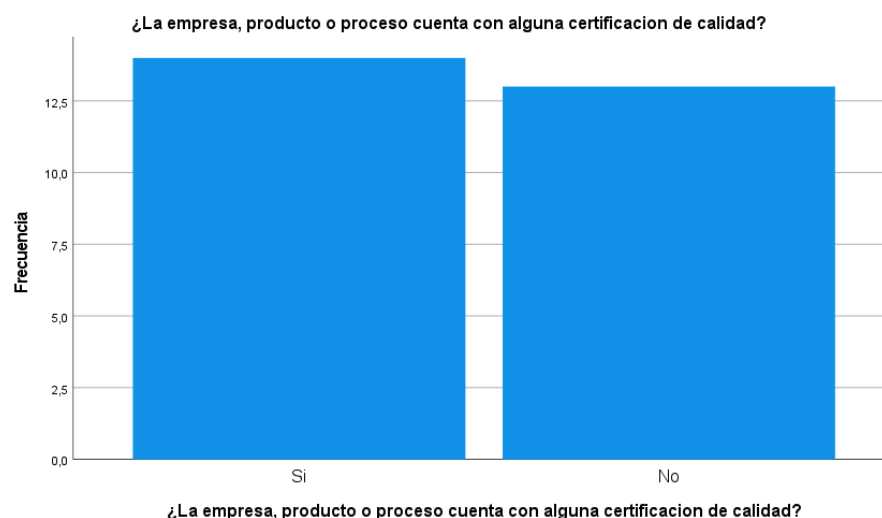 ¿La empresa, producto o proceso cuenta con alguna certificacion de calidad?
12,5
10,0
7,5
5,0
2,5
0,0
Frecuencia
Si No
¿La empresa, producto o proceso cuenta con alguna certificacion de calidad?